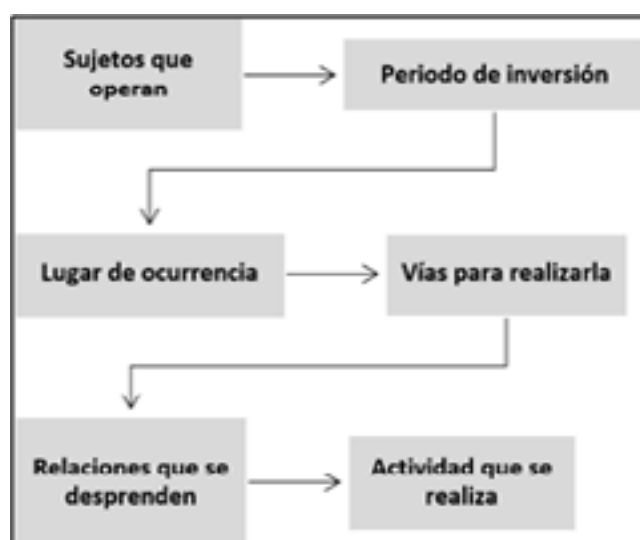 Sujetos que
operan
Periodo de inversión
Lugar de ocurrencia
Vías para realizarla
Relaciones que se
desprenden
Actividad que se
realiza